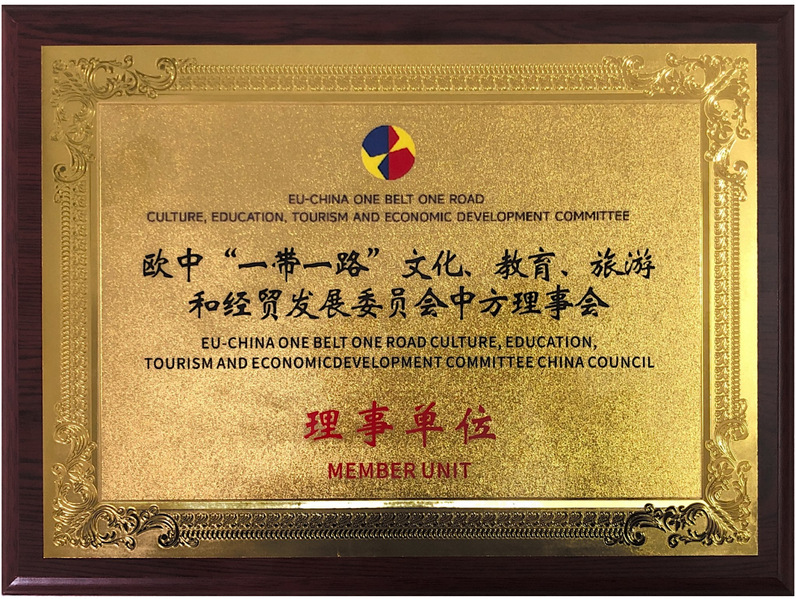 EU-CHINA ONE BELT ONE ROAD
CULTURE, EDUCATION, TOURISM AND ECONOMIC DEVELOPMENT COMMITTEE
欧中“一带一路”文化、教育、旅游
和经贸发展委员会中方理事会
EU-CHINA ONE BELT ONE ROAD CULTURE, EDUCATION,
TOURISM AND ECONOMICDEVELOPMENT COMMITTEE CHINA COUNCIL
理事单位
MEMBER UNIT